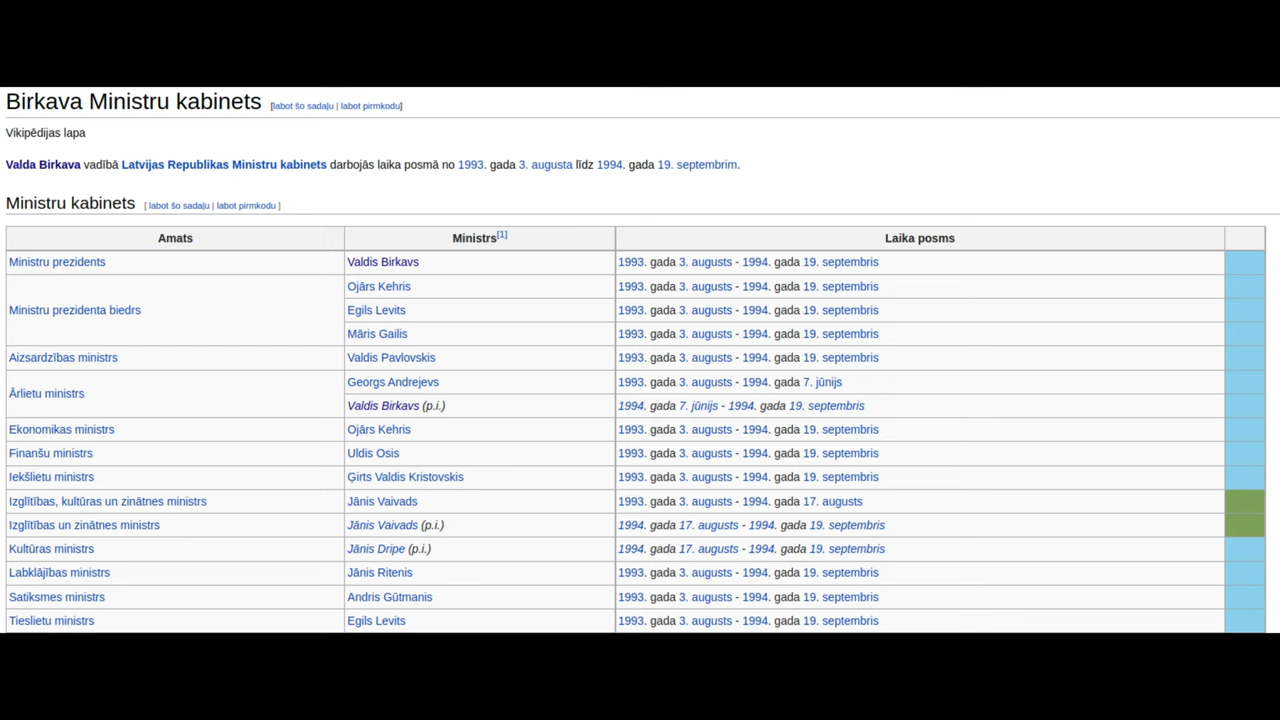 Birkava Ministru kabinets [labot šo sadaļu | labot pirmkodu]
Vikipēdijas lapa
Valda Birkava vadībā Latvijas Republikas Ministru kabinets darbojās laika posmā no 1993. gada 3. augusta līdz 1994. gada 19. septembrim.
Ministru kabinets [ labot šo sadaļu | labot pirmkodu ]
Amats Ministrs[1] Laika posms
Ministru prezidents Valdis Birkavs 1993. gada 3. augusts - 1994. gada 19. septembris
Ministru prezidenta biedrs Ojārs Kehris 1993. gada 3. augusts - 1994. gada 19. septembris
Egils Levits 1993. gada 3. augusts - 1994. gada 19. septembris
Māris Gailis 1993. gada 3. augusts - 1994. gada 19. septembris
Aizsardzības ministrs Valdis Pavlovskis 1993. gada 3. augusts - 1994. gada 19. septembris
Ārlietu ministrs Georgs Andrejevs 1993. gada 3. augusts - 1994. gada 7. jūnijs
Valdis Birkavs (p.i.) 1994. gada 7. jūnijs - 1994. gada 19. septembris
Ekonomikas ministrs Ojārs Kehris 1993. gada 3. augusts - 1994. gada 19. septembris
Finanšu ministrs Uldis Osis 1993. gada 3. augusts - 1994. gada 19. septembris
Iekšlietu ministrs Ģirts Valdis Kristovskis 1993. gada 3. augusts - 1994. gada 19. septembris
Izglītības, kultūras un zinātnes ministrs Jānis Vaivads 1993. gada 3. augusts - 1994. gada 17. augusts
Izglītības un zinātnes ministrs Jānis Vaivads (p.i.) 1994. gada 17. augusts - 1994. gada 19. septembris
Kultūras ministrs Jānis Dripe (p.i.) 1994. gada 17. augusts - 1994. gada 19. septembris
Labklājības ministrs Jānis Ritenis 1993. gada 3. augusts - 1994. gada 19. septembris
Satiksmes ministrs Andris Gūtmanis 1993. gada 3. augusts - 1994. gada 19. septembris
Tieslietu ministrs Egils Levits 1993. gada 3. augusts - 1994. gada 19. septembris